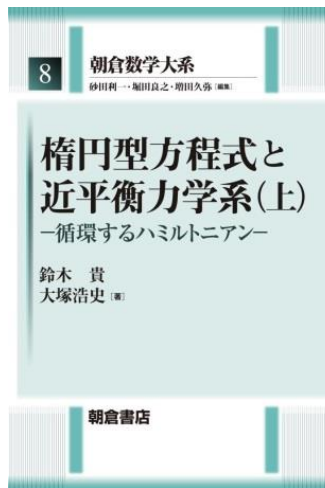 8
朝倉数学大系
砂田利一・堀田良之・増田久弥[編集]
楕円型方程式と
近平衡力学系(上)
−循環するハミルトニアン−
鈴木 貴
大塚浩史[著]
朝倉書店